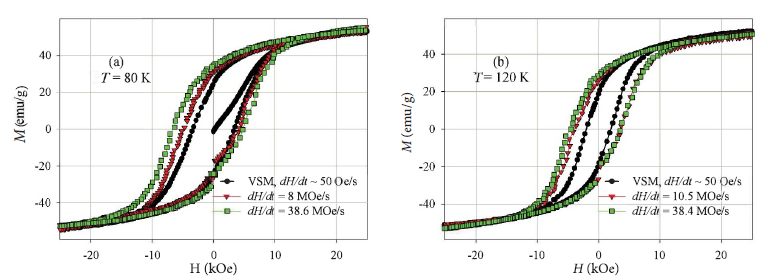 (a)
T = 80 K
M (emu/g)
40
20
0
-20
-40
VSM, dH/dt ~ 50 Oe/s
dH/dt = 8 MOe/s
dH/dt = 38.6 MOe/s
-20 -10 0 10 20
H (kOe)
(b)
T = 120 K
M (emu/g)
40
20
0
-20
-40
VSM, dH/dt ~ 50 Oe/s
dH/dt = 10.5 MOe/s
dH/dt = 38.4 MOe/s
-20 -10 0 10 20
H (kOe)